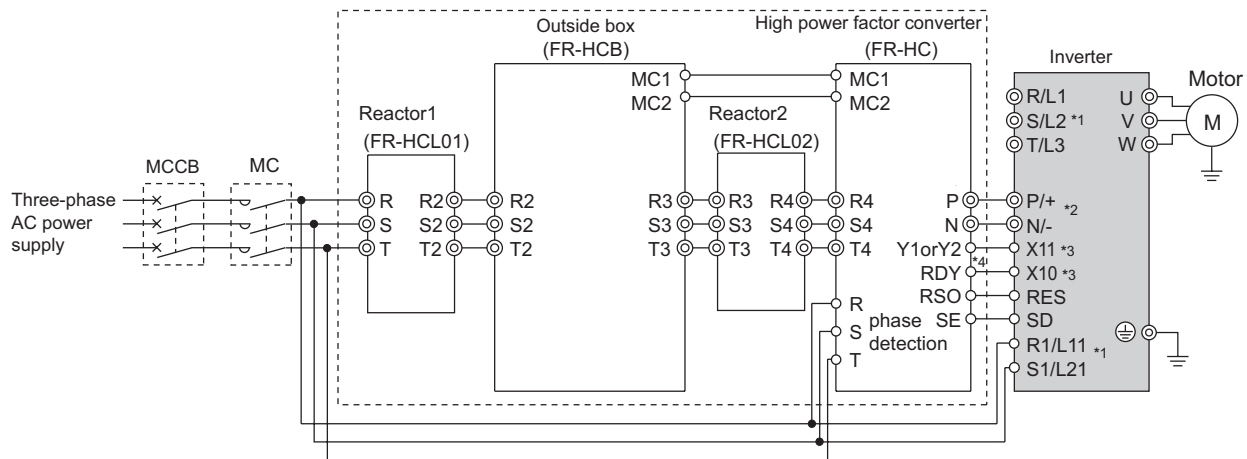 Outside box
(FR-HCB)
High power factor converter
(FR-HC)
Inverter
Motor
MC1
MC2
MC1
MC2
R/L1
S/L2 *1
T/L3
U
V
W
M
Reactor1
(FR-HCL01)
Reactor2
(FR-HCL02)
MCCB
MC
Three-phase
AC power
supply
R
S
T
R2
S2
T2
R2
S2
T2
R3
S3
T3
R3
S3
T3
R4
S4
T4
R4
S4
T4
P
N
Y1orY2
RDY
*4
RSO
SE
R
S
T
phase
detection
P/+
*2
N/-
X11 *3
X10 *3
RES
SD
R1/L11 *1
S1/L21